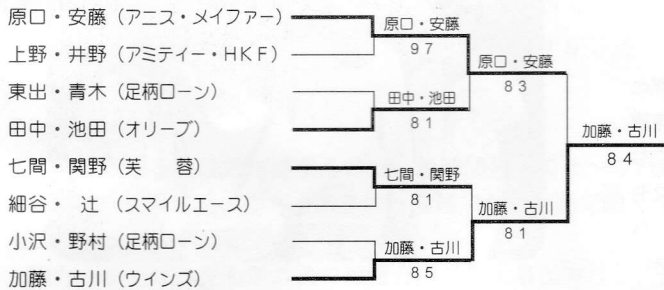 原口・安藤（アニス・メイファー）
上野・井野（アミティー・HKF）
東出・青木（足柄ローン）
田中・池田（オリーブ）
七間・関野（芙　蓉）
細谷・　辻（スマイルエース）
小沢・野村（足柄ローン）
加藤・古川（ウィンズ）
原口・安藤
97
田中・池田
81
七間・関野
81
加藤・古川
85
原口・安藤
83
加藤・古川
81
加藤・古川
84